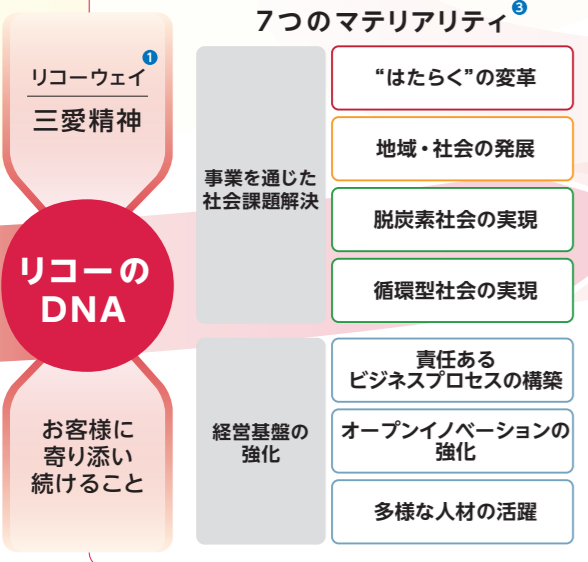 7つのマテリアリティ❸
リコーウェイ❶
三愛精神
リコーの
DNA
お客様に
寄り添い
続けること
事業を通じた
社会課題解決
“はたらく”の変革
地域・社会の発展
脱炭素社会の実現
循環型社会の実現
経営基盤の
強化
責任ある
ビジネスプロセスの構築
オープンイノベーションの
強化
多様な人材の活躍